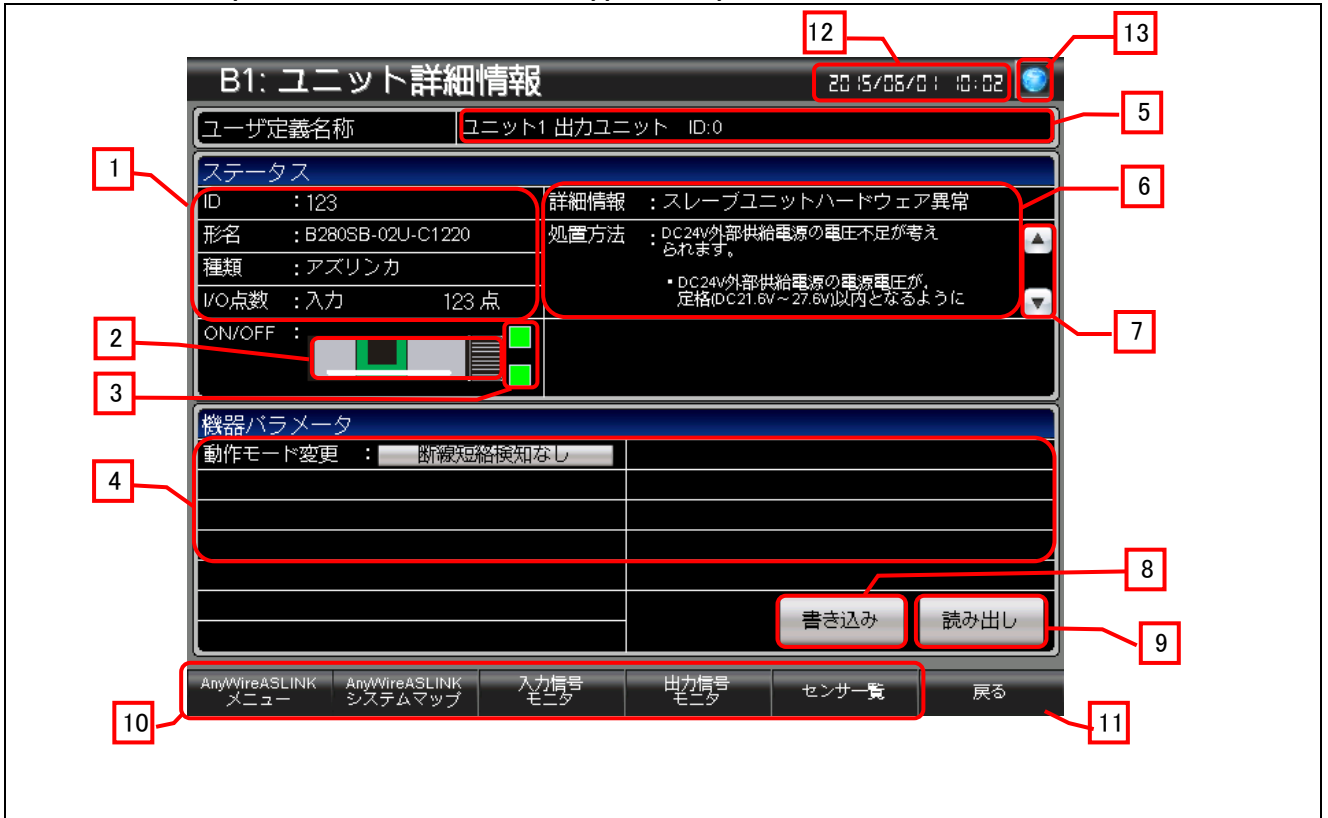 12
13
B1: ユニット詳細情報
2015/06/01 10:02
ユーザ定義名称
ユニット1 出力ユニット ID:0
5
1
ステータス
6
ID :123
詳細情報 :スレーブユニットハードウェア異常
形名 :B280SB-02U-C1220
処置方法 :DC24V外部供給電源の電圧不足が考え
られます。
種類 :アズリンカ
・DC24V外部供給電源の電源電圧が,
I/O点数 :入力 123 点
定格(DC21.6V~27.6V)以内となるように
ON/OFF :
2
7
3
機器パラメータ
動作モード変更 : 断線短絡検知なし
4
8
書き込み
読み出し
9
AnyWireASLINK
メニュー
AnyWireASLINK
システムマップ
入力信号
モニタ
出力信号
モニタ
センサ一覧
戻る
10
11